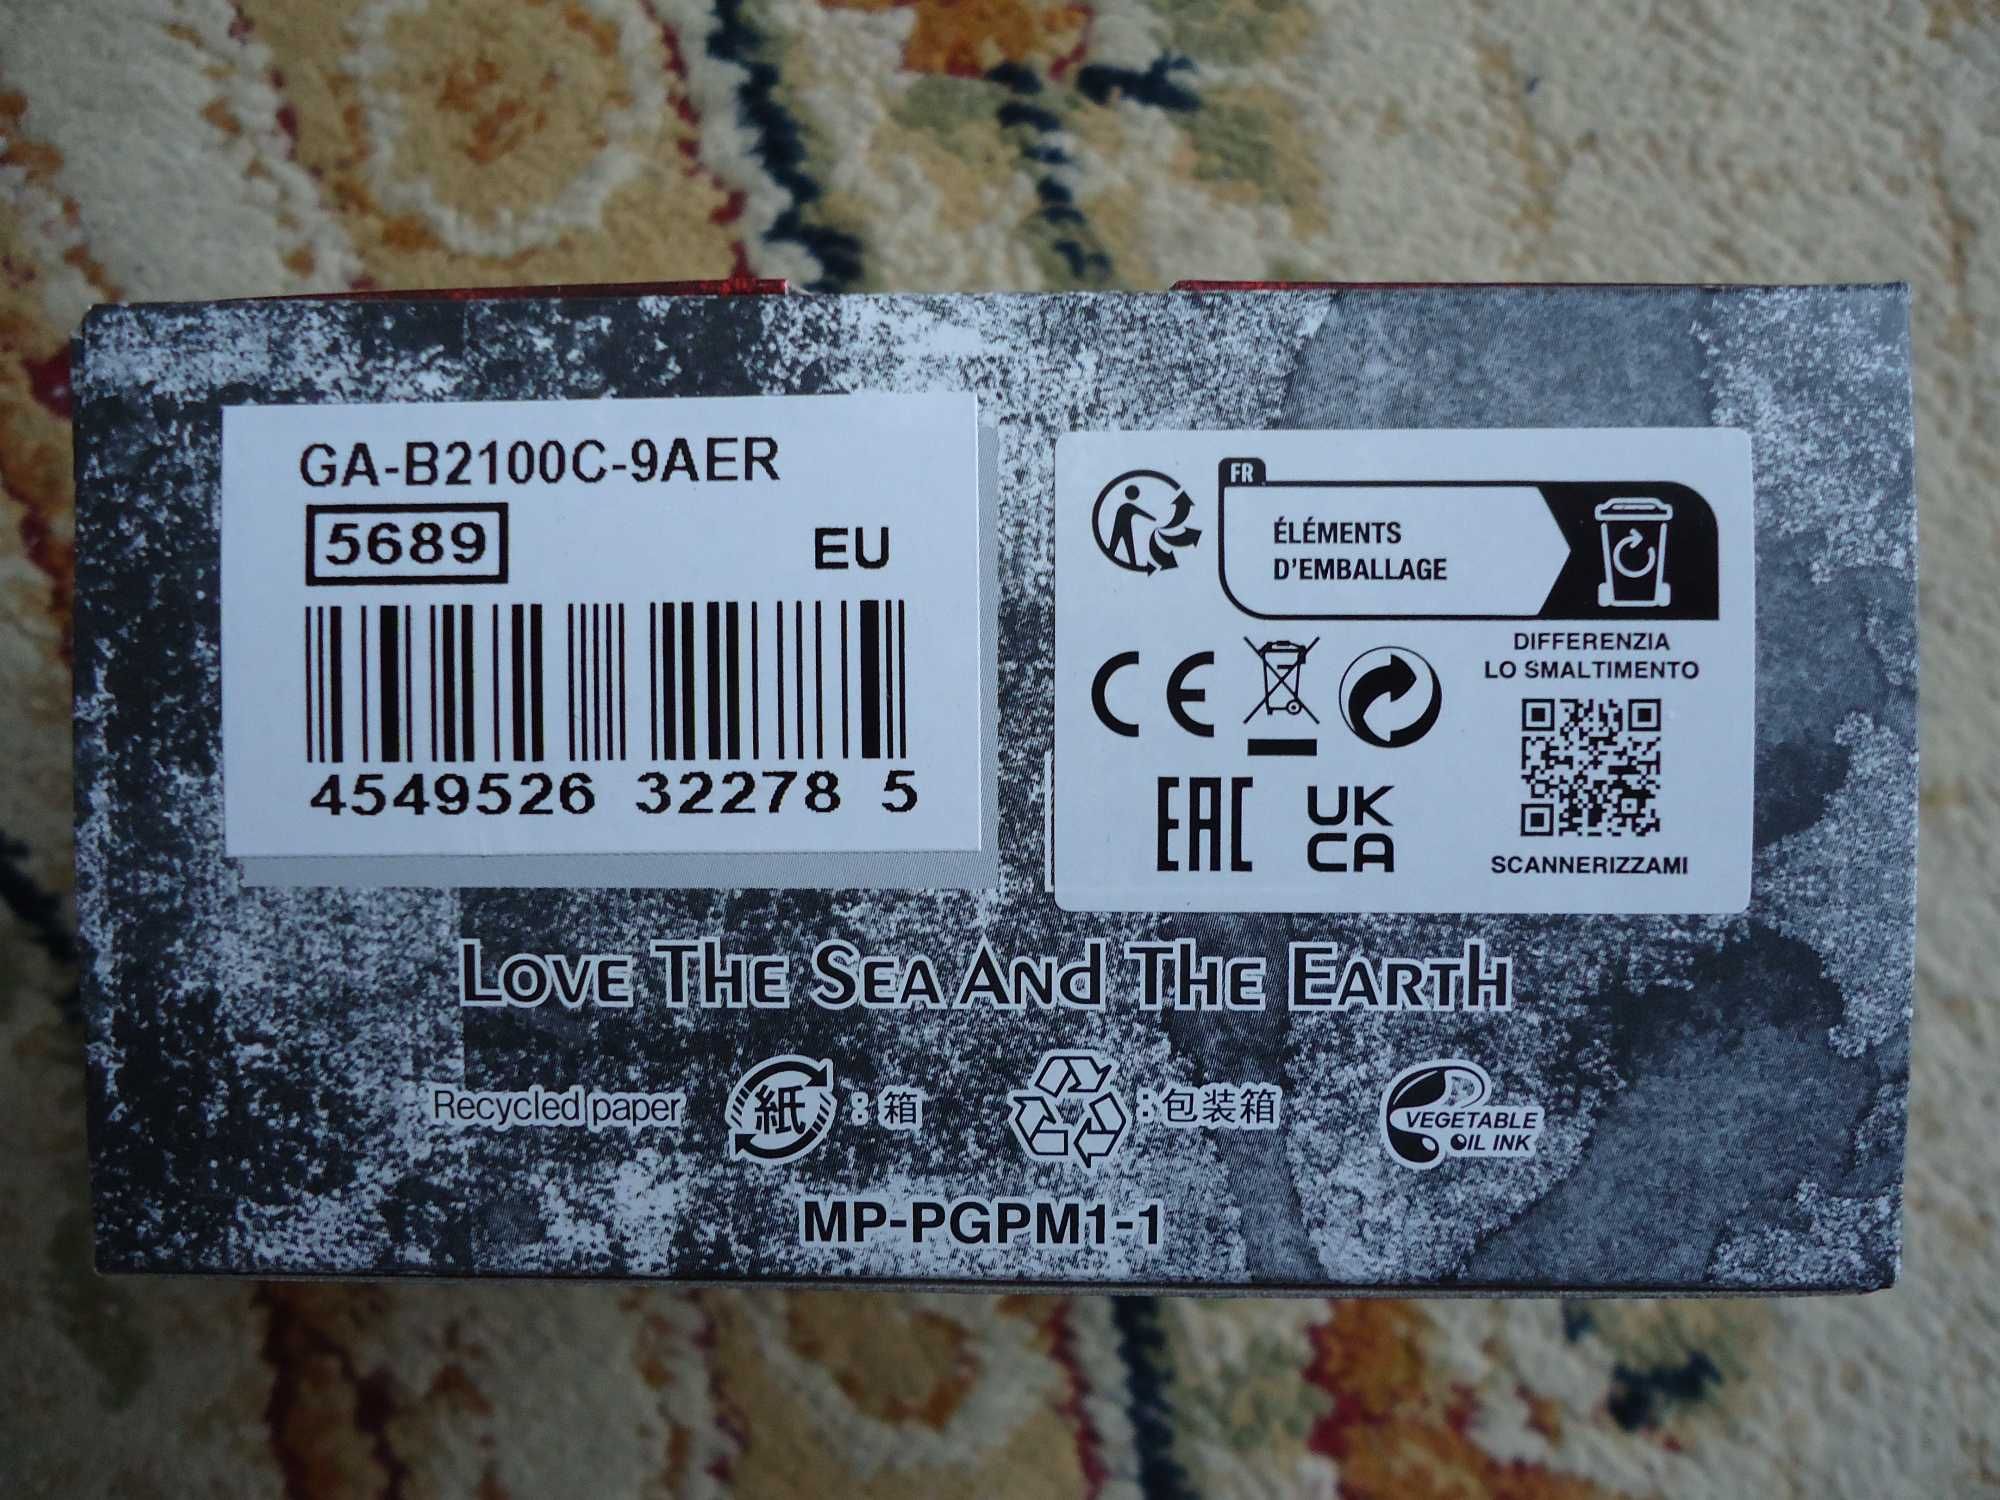 GA-B2100C-9AER
5689
EU
4549526 32278 5
FR
ÉLÉMENTS
D'EMBALLAGE
DIFFERENZIA
LO SMALTIMENTO
CE
EAC
UK
CA
SCANNERIZZAMI
LOVE THE SEA AND THE EARTH
Recycled paper
紙 : 箱
: 包装箱
VEGETABLE
OIL INK
MP-PGPM1-1